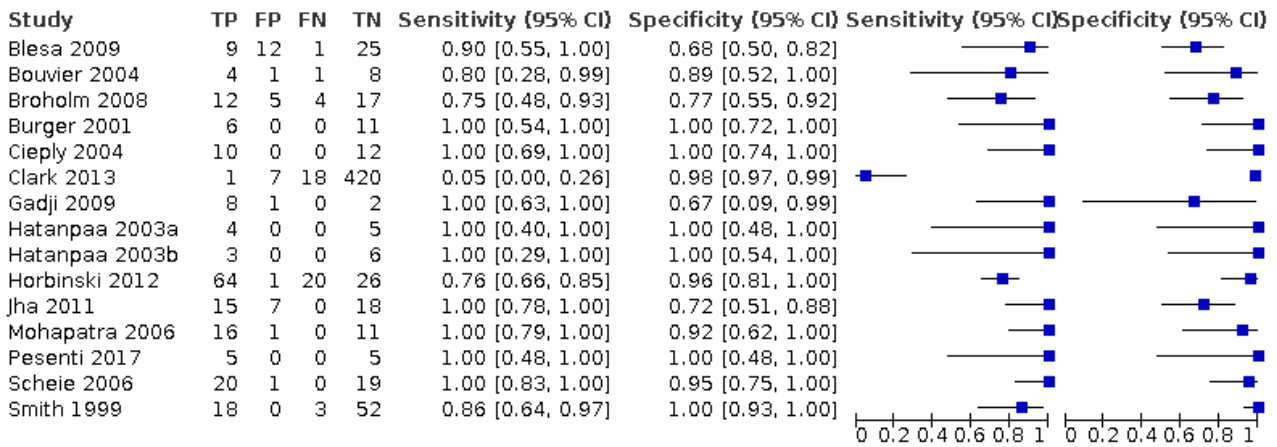 Study TP FP FN TN Sensitivity (95% CI) Specificity (95% CI) Sensitivity (95% CI)Specificity (95% CI)
Blesa 2009 9 12 1 25 0.90 [0.55, 1.00] 0.68 [0.50, 0.82]
Bouvier 2004 4 1 1 8 0.80 [0.28, 0.99] 0.89 [0.52, 1.00]
Broholm 2008 12 5 4 17 0.75 [0.48, 0.93] 0.77 [0.55, 0.92]
Burger 2001 6 0 0 11 1.00 [0.54, 1.00] 1.00 [0.72, 1.00]
Cieply 2004 10 0 0 12 1.00 [0.69, 1.00] 1.00 [0.74, 1.00]
Clark 2013 1 7 18 420 0.05 [0.00, 0.26] 0.98 [0.97, 0.99]
Gadji 2009 8 1 0 2 1.00 [0.63, 1.00] 0.67 [0.09, 0.99]
Hatanpaa 2003a 4 0 0 5 1.00 [0.40, 1.00] 1.00 [0.48, 1.00]
Hatanpaa 2003b 3 0 0 6 1.00 [0.29, 1.00] 1.00 [0.54, 1.00]
Horbinski 2012 64 1 20 26 0.76 [0.66, 0.85] 0.96 [0.81, 1.00]
Jha 2011 15 7 0 18 1.00 [0.78, 1.00] 0.72 [0.51, 0.88]
Mohapatra 2006 16 1 0 11 1.00 [0.79, 1.00] 0.92 [0.62, 1.00]
Pesenti 2017 5 0 0 5 1.00 [0.48, 1.00] 1.00 [0.48, 1.00]
Scheie 2006 20 1 0 19 1.00 [0.83, 1.00] 0.95 [0.75, 1.00]
Smith 1999 18 0 3 52 0.86 [0.64, 0.97] 1.00 [0.93, 1.00]
0 0.2 0.4 0.6 0.8 1 0 0.2 0.4 0.6 0.8 1